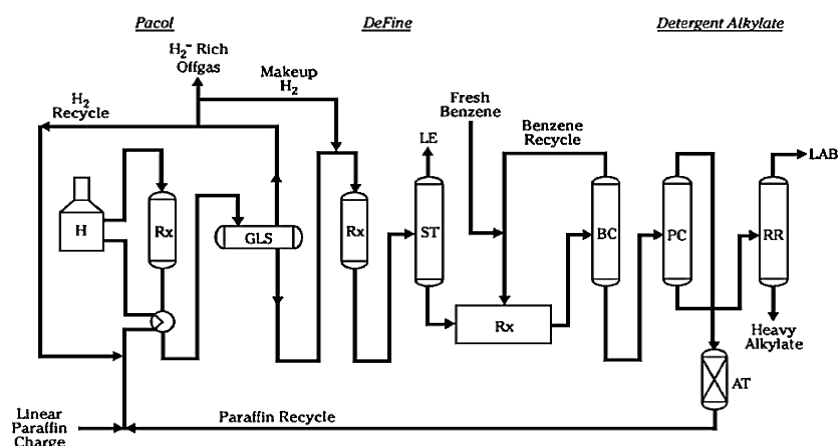 Pacol
DeFine
Detergent Alkylate
H2- Rich
Offgas
Makeup
H2
H2
Recycle
Fresh
Benzene
Benzene
Recycle
LE
LAB
H
Rx
GLS
Rx
ST
BC
PC
RR
Rx
Heavy
Alkylate
AT
Linear
Paraffin
Charge
Paraffin Recycle